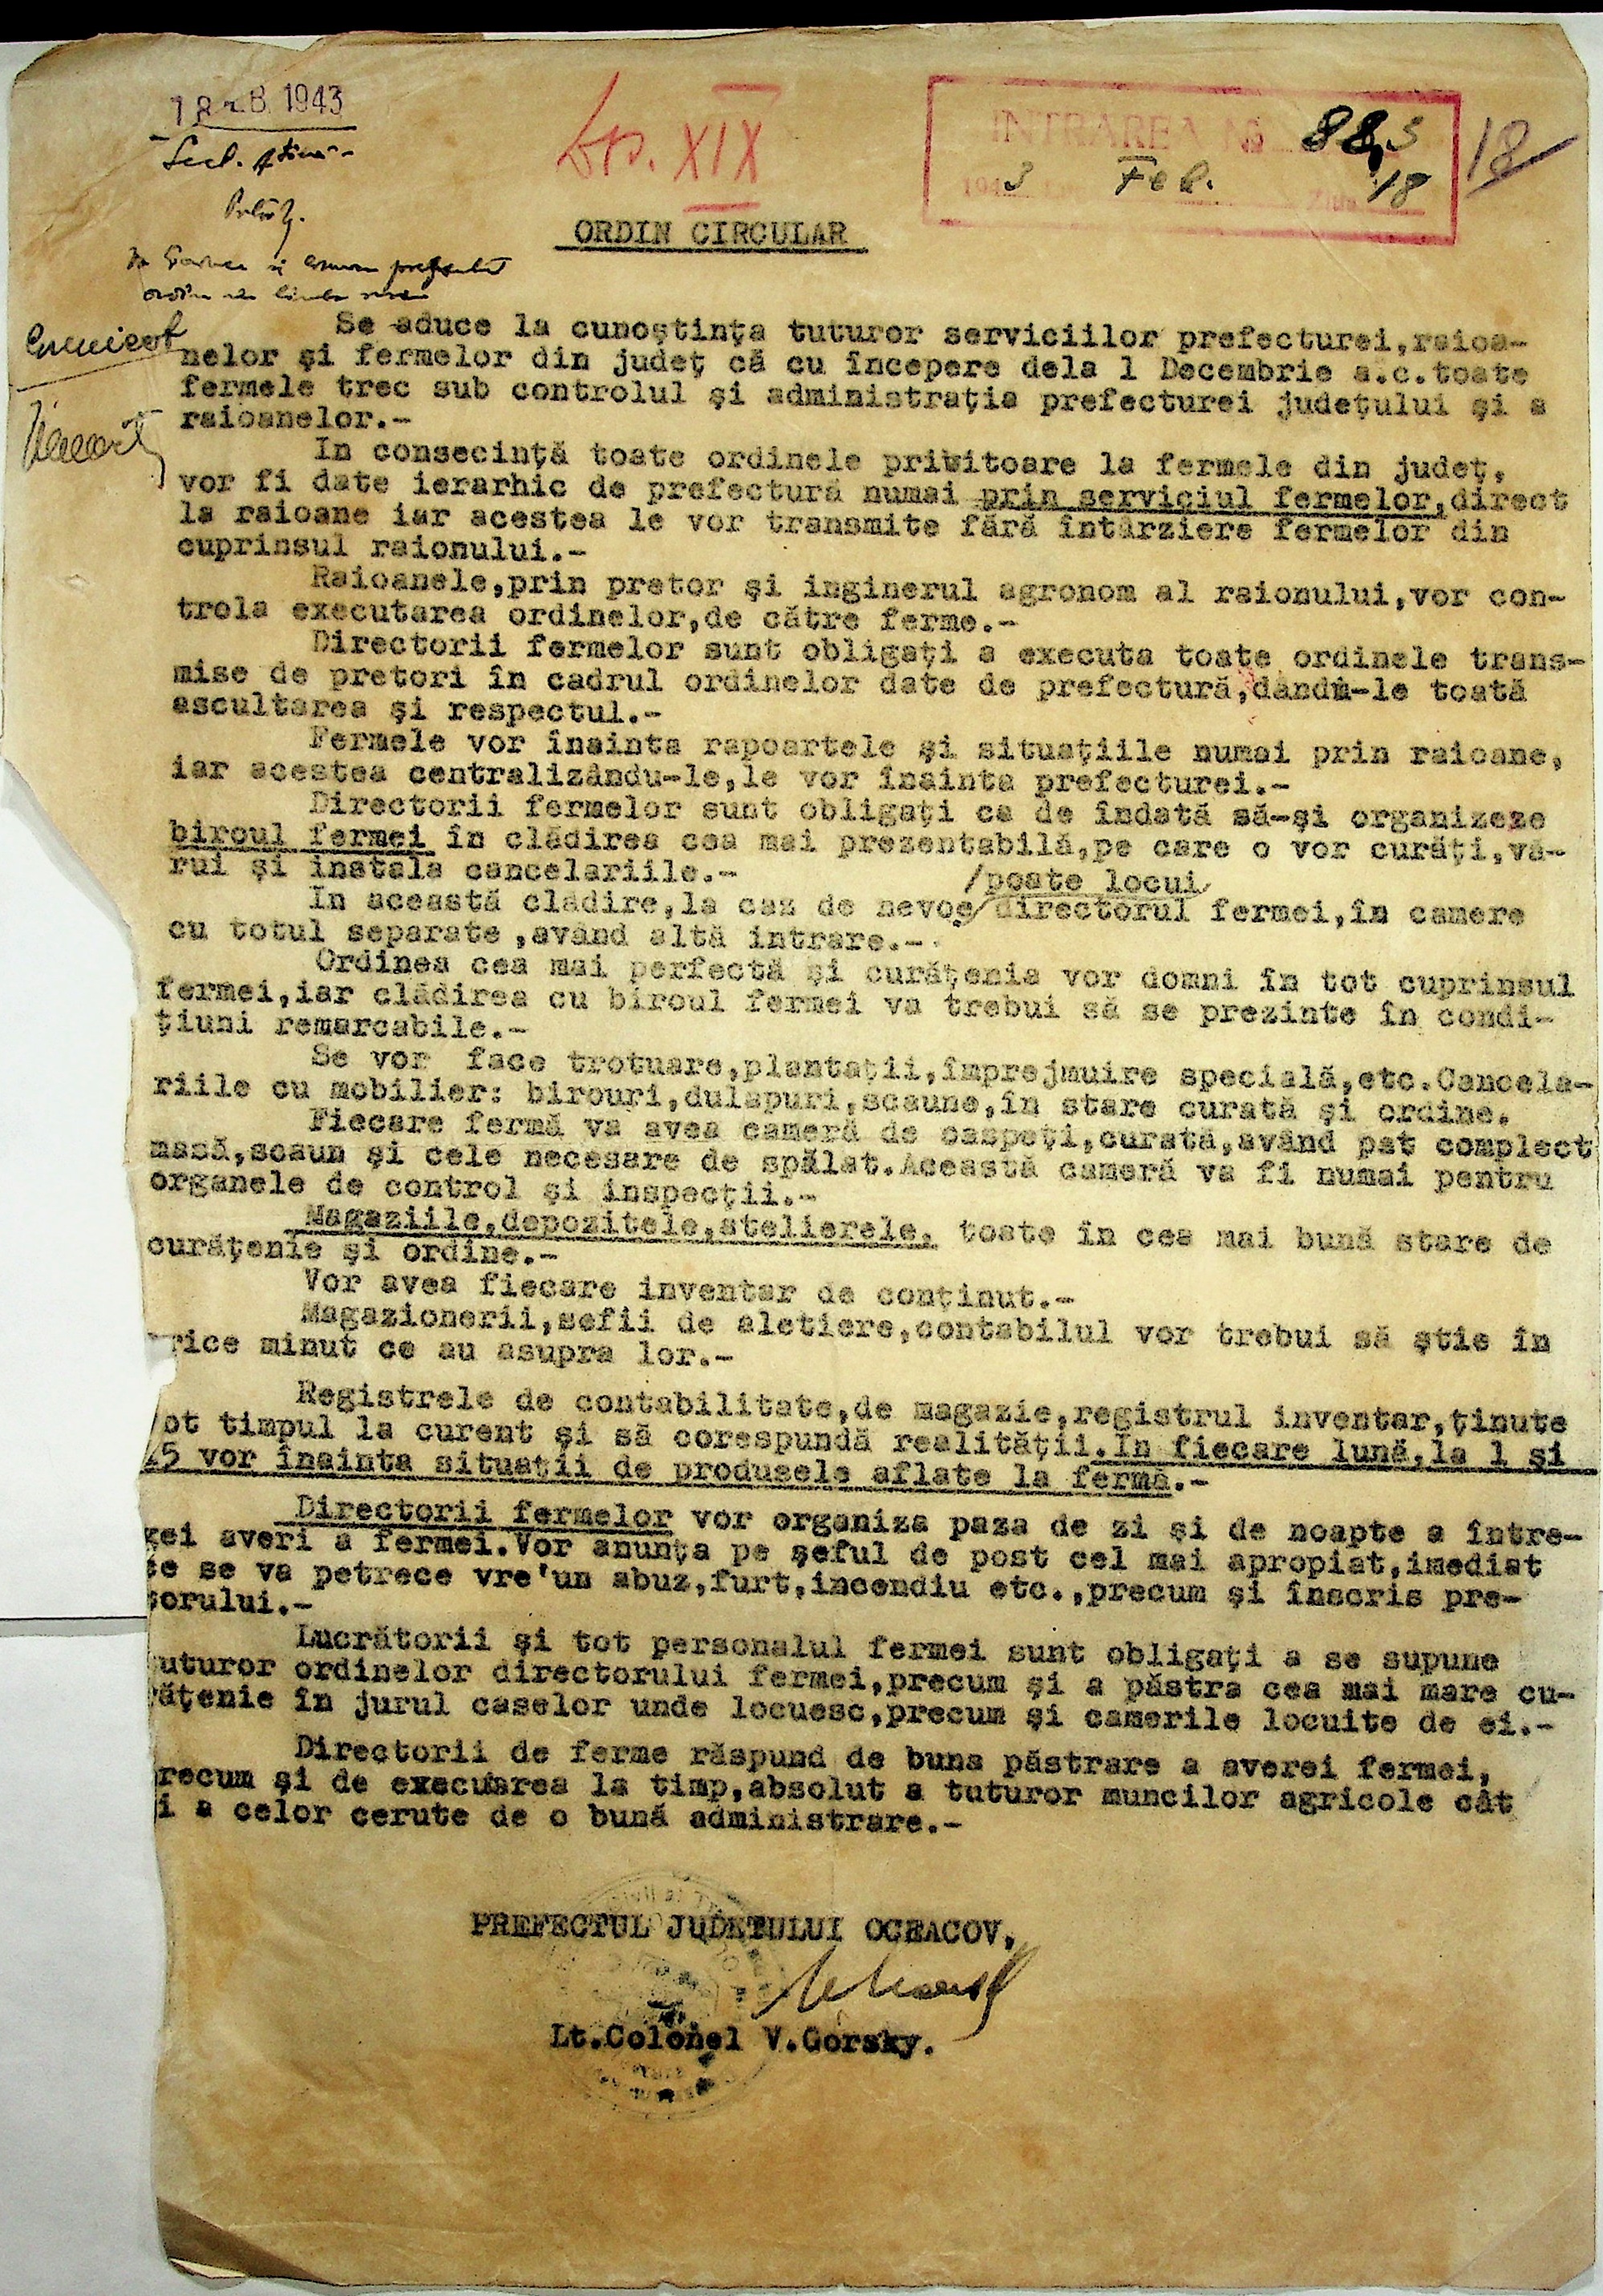 18 FEB. 1943
Dos. XIX
INTRAREA No 883
1943 Feb. 18
18
ORDIN CIRCULAR
Se aduce la cunoştinţa tuturor serviciilor prefecturei,raioa-
nelor şi fermelor din judeţ că cu începere dela 1 Decembrie a.c.toate
fermele trec sub controlul şi administraţia prefecturei judeţului şi a
raioanelor.-
In consecinţă toate ordinele privitoare la fermele din judeţ,
vor fi date ierarhic de prefectură numai prin serviciul fermelor,direct
la raioane iar acestea le vor transmite fără întârziere fermelor din
cuprinsul raionului.-
Raioanele,prin pretor şi inginerul agronom al raionului,vor con-
trola executarea ordinelor,de către ferme.-
Directorii fermelor sunt obligaţi a executa toate ordinele trans-
mise de pretori în cadrul ordinelor date de prefectură,dându-le toată
ascultarea şi respectul.-
Fermele vor înainta rapoartele şi situaţiile numai prin raioane,
iar acestea centralizându-le,le vor înainta prefecturei.-
Directorii fermelor sunt obligaţi ca de îndată să-şi organizeze
biroul fermei în clădirea cea mai prezentabilă,pe care o vor curăţi,vă-
rui şi instala cancelariile.-
/poate locui/
In această clădire,la caz de nevoe/directorul fermei,în camere
cu totul separate ,având altă intrare.-
Ordinea cea mai perfectă şi curăţenia vor domni în tot cuprinsul
fermei,iar clădirea cu biroul fermei va trebui să se prezinte în condi-
ţiuni remarcabile.-
Se vor face trotuare,plantaţii,împrejmuire specială,etc.Cancela-
riile cu mobilier: birouri,dulapuri,scaune,în stare curată şi ordine.
Fiecare fermă va avea cameră de oaspeţi,curată,având pat complect
masă,scaun şi cele necesare de spălat.Această cameră va fi numai pentru
organele de control şi inspecţii.-
Magaziile,depozitele,atelierele, toate în cea mai bună stare de
curăţenie şi ordine.-
Vor avea fiecare inventar de conţinut.-
Magazionerii,sefii de aletiere,contabilul vor trebui să ştie în
rice minut ce au asupra lor.-
Registrele de contabilitate,de magazie,registrul inventar,ţinute
ot timpul la curent şi să corespundă realităţii.In fiecare lună,la 1 şi
15 vor înainta situaţii de produsele aflate la fermă.-
Directorii fermelor vor organiza paza de zi şi de noapte a între-
gei averi a fermei.Vor anunţa pe şeful de post cel mai apropiat,imediat
ce se va petrece vre'un abuz,furt,incendiu etc.,precum şi înscris pre-
torului.-
Lucrătorii şi tot personalul fermei sunt obligaţi a se supune
uturor ordinelor directorului fermei,precum şi a păstra cea mai mare cu-
răţenie în jurul caselor unde locuesc,precum şi camerile locuite de ei.-
Directorii de ferme răspund de buna păstrare a averei fermei,
recum şi de executarea la timp,absolut a tuturor muncilor agricole cât
i a celor cerute de o bună administrare.-
PREFECTUL JUDEŢULUI OCEACOV,
Lt.Colonel V.Gorsky.